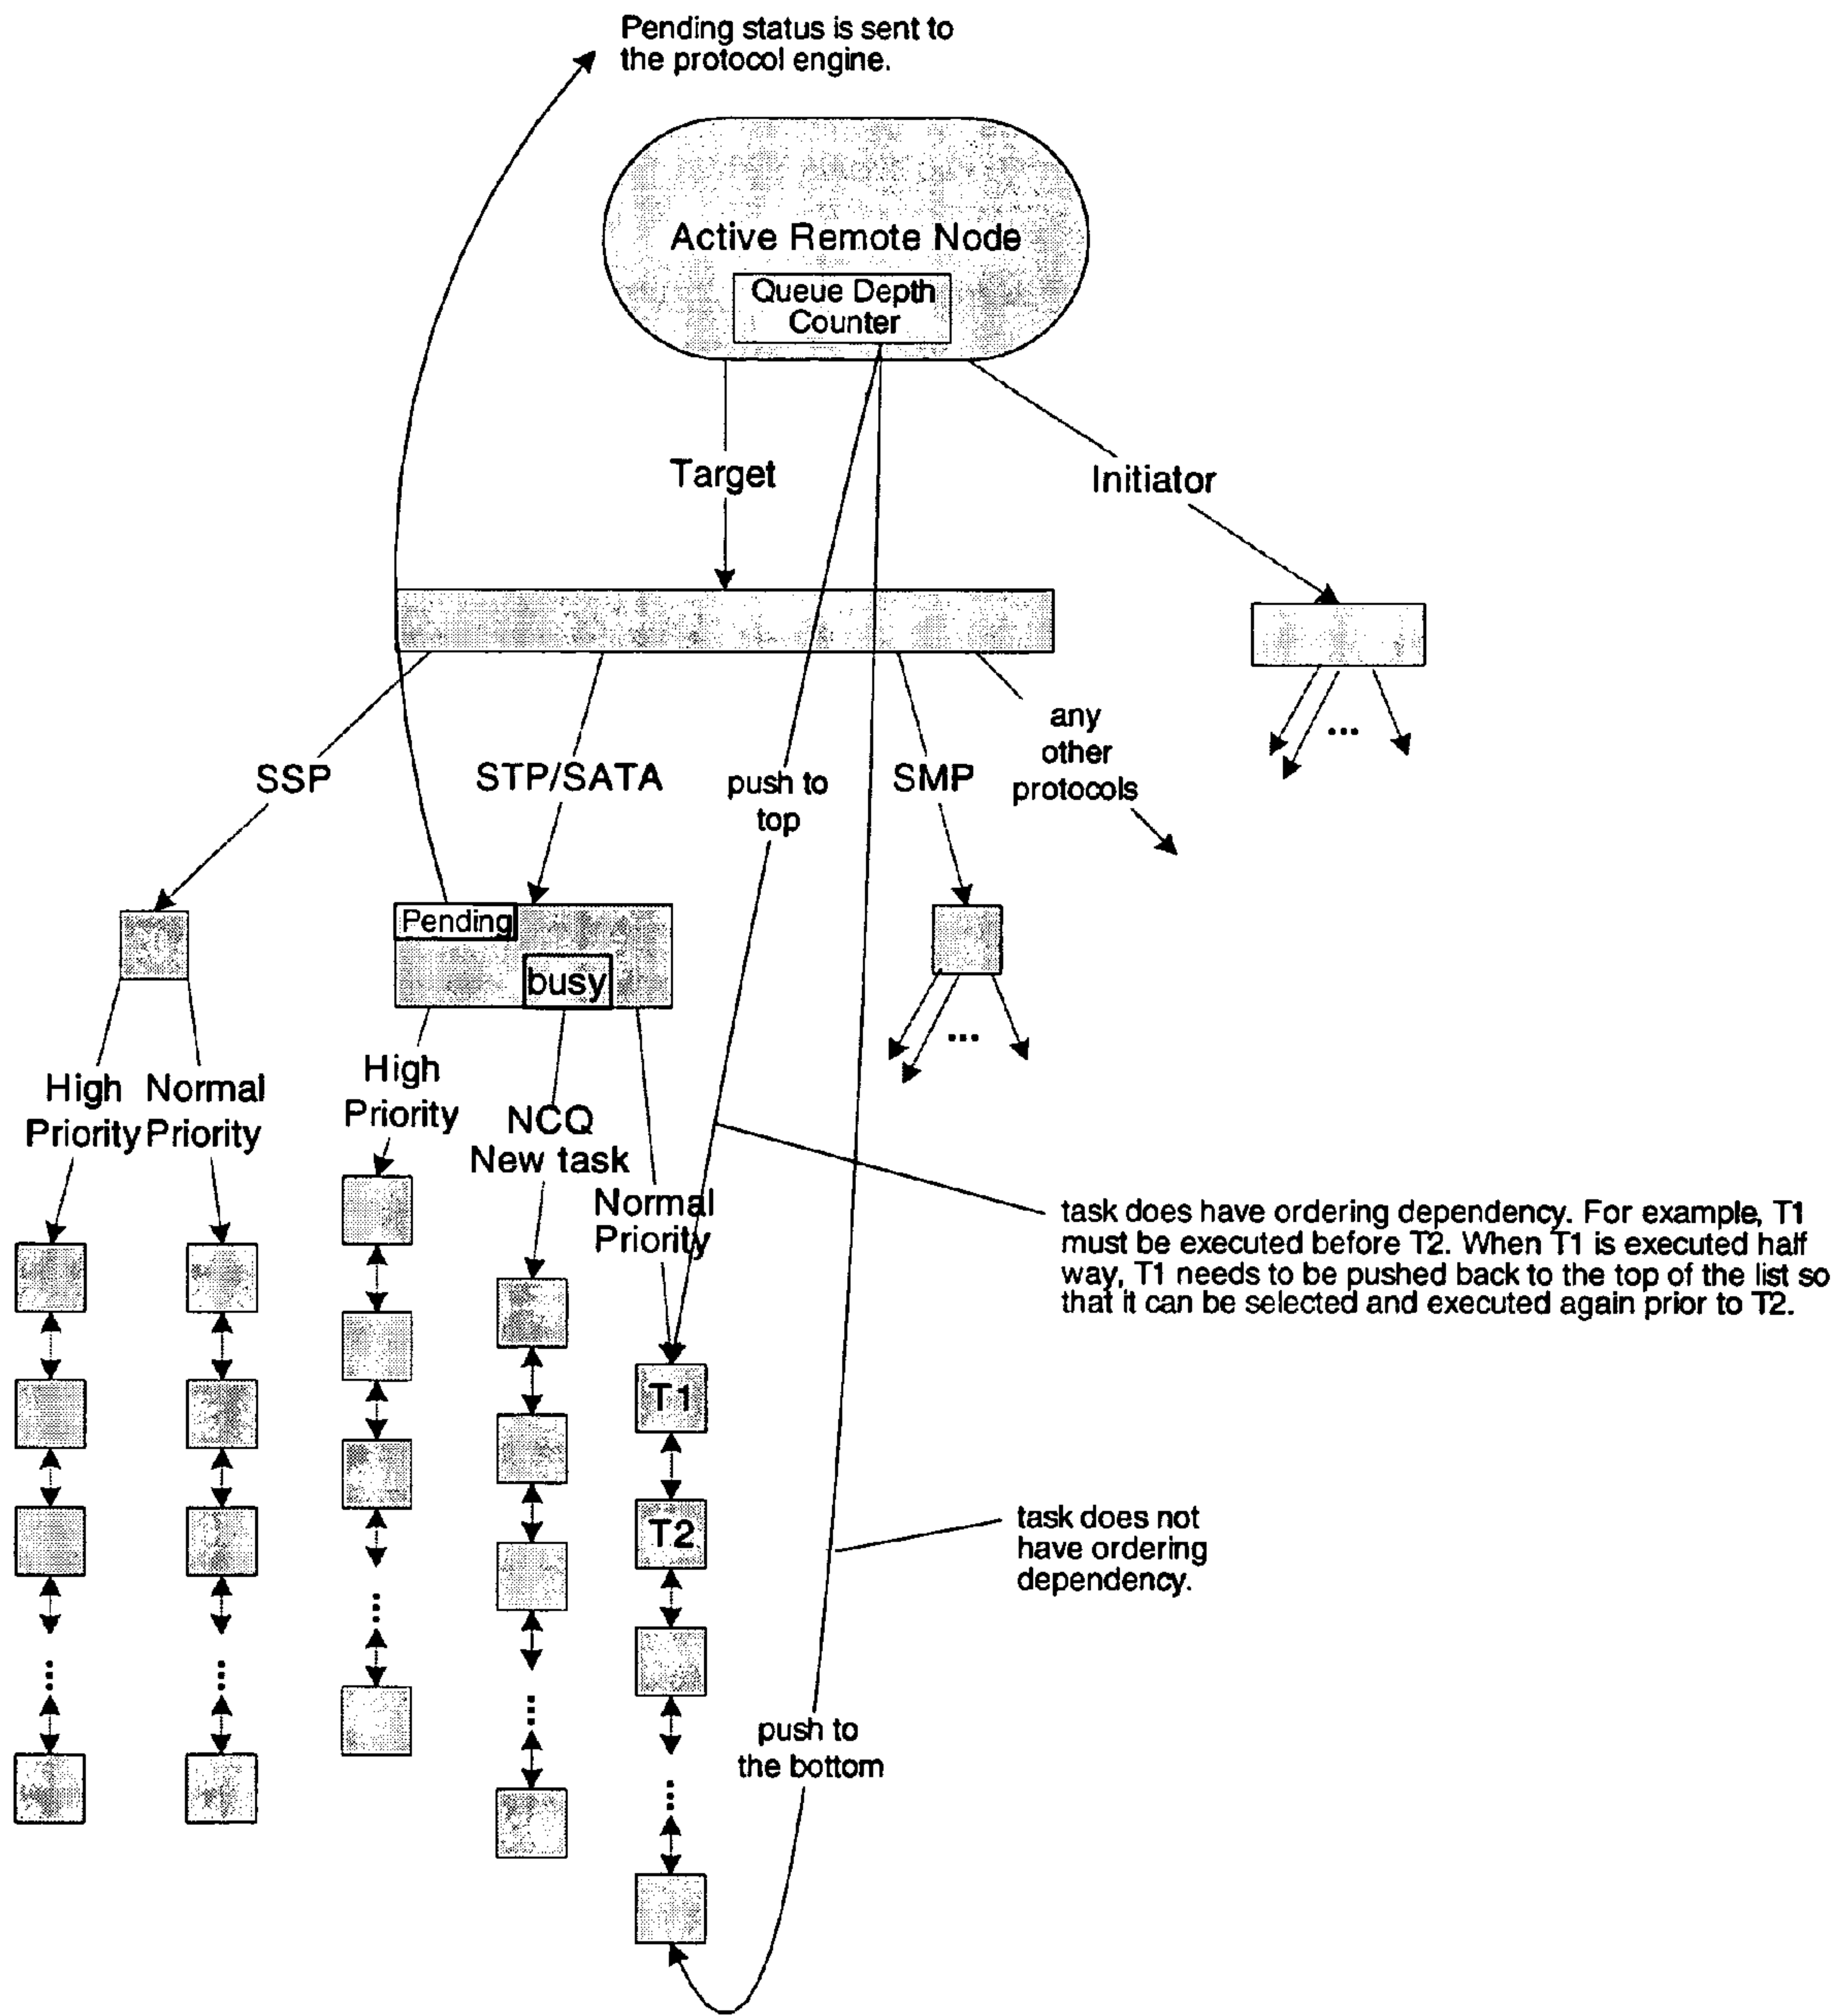 Pending status is sent to
the protocol engine.
Active Remote Node
Queue Depth
Counter
Target
Initiator
SSP
STP/SATA
push to
top
SMP
any
other
protocols
...
Pending
busy
...
High
Priority
Normal
Priority
High
Priority
NCQ
New task
Normal
Priority
task does have ordering dependency. For example, T1
must be executed before T2. When T1 is executed half
way, T1 needs to be pushed back to the top of the list so
that it can be selected and executed again prior to T2.
T1
T2
task does not
have ordering
dependency.
push to
the bottom